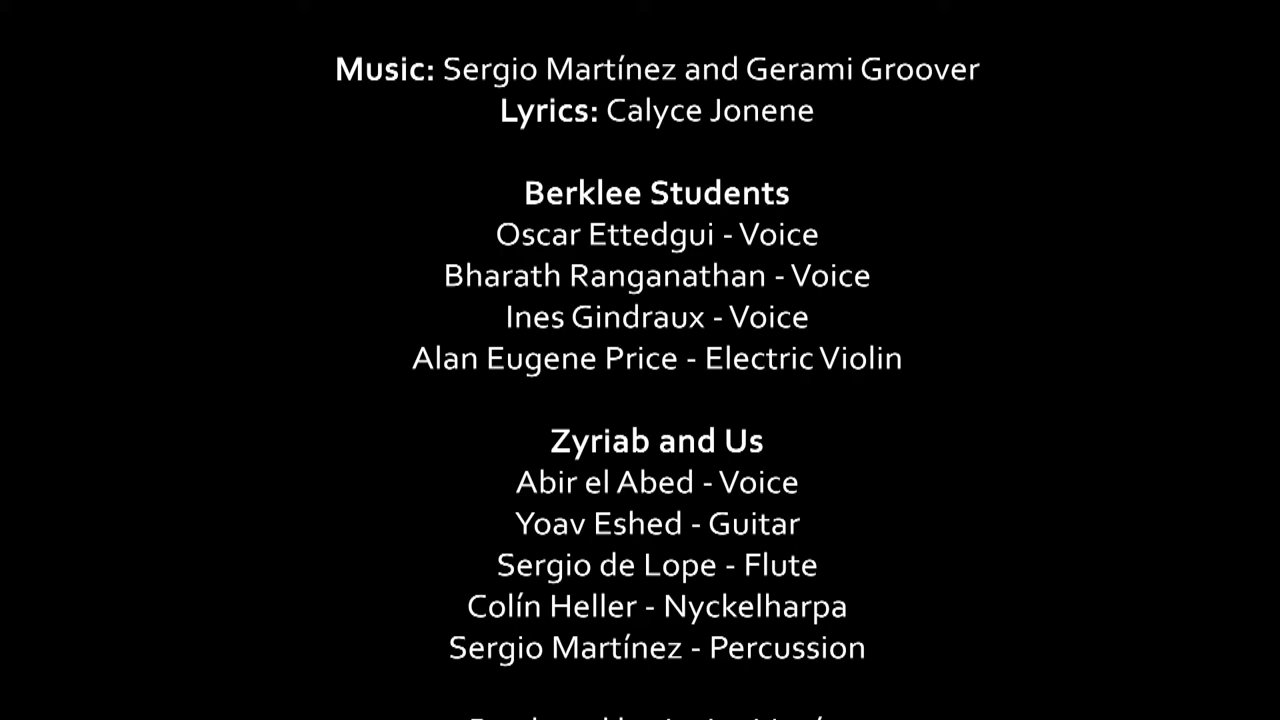 Music: Sergio Martínez and Gerami Groover
Lyrics: Calyce Jonene
Berklee Students
Oscar Ettedgui - Voice
Bharath Ranganathan - Voice
Ines Gindraux - Voice
Alan Eugene Price - Electric Violin
Zyriab and Us
Abir el Abed - Voice
Yoav Eshed - Guitar
Sergio de Lope - Flute
Colín Heller - Nyckelharpa
Sergio Martínez - Percussion